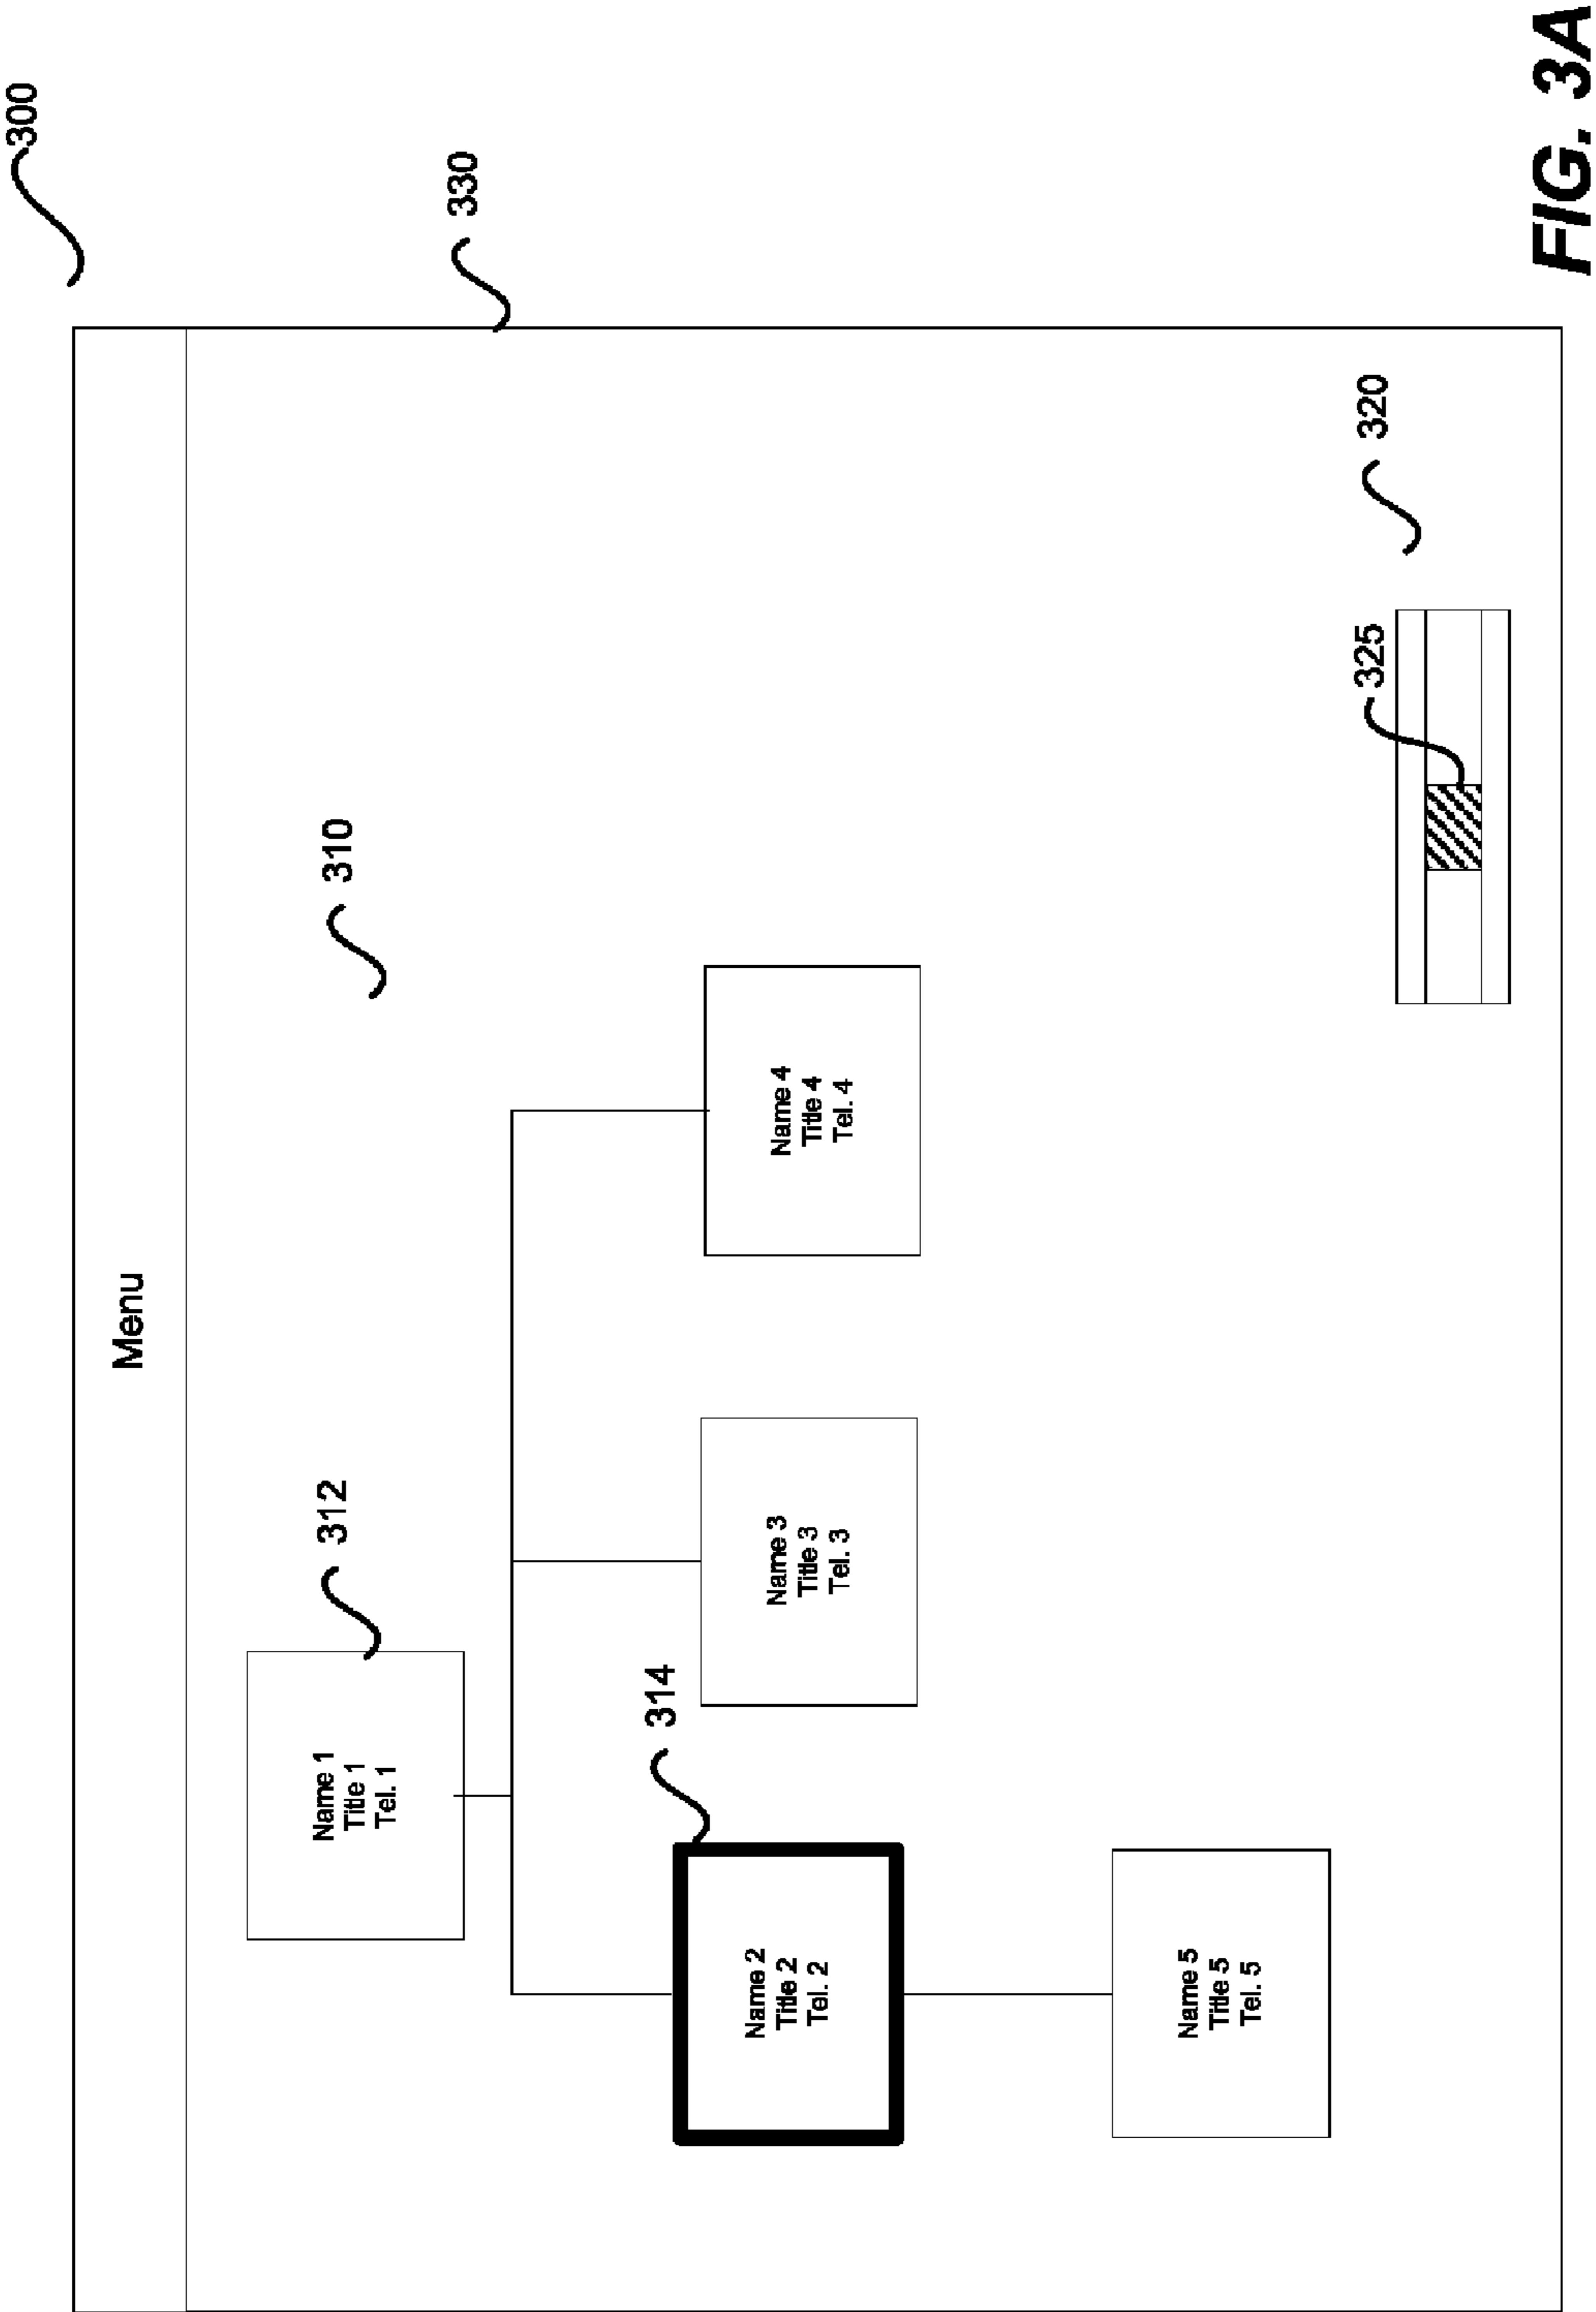 300
Menu
330
310
312
Name 1
Title 1
Tel. 1
314
Name 2
Title 2
Tel. 2
Name 3
Title 3
Tel. 3
Name 4
Title 4
Tel. 4
Name 5
Title 5
Tel. 5
320
325
FIG. 3A